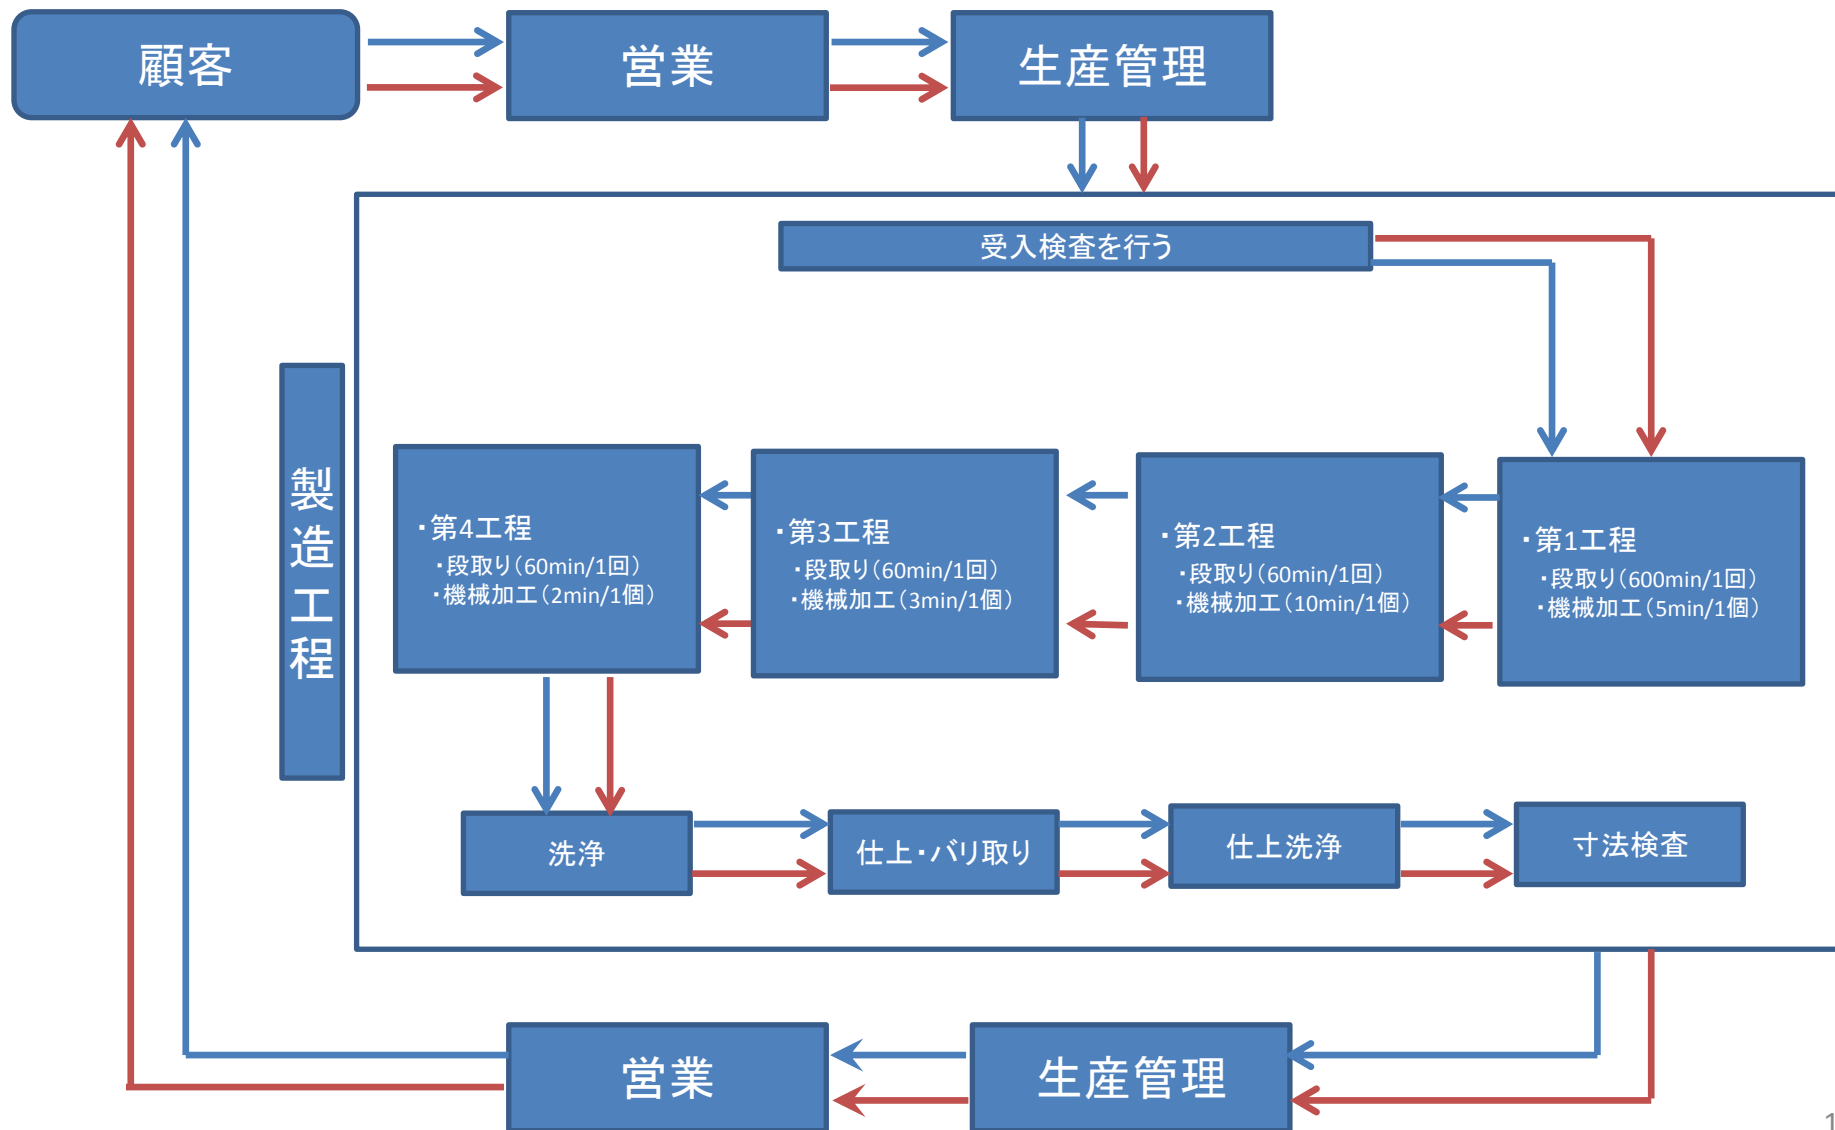 顧客
営業
生産管理
受入検査を行う
製造工程
・第4工程
・段取り(60min/1回)
・機械加工(2min/1個)
・第3工程
・段取り(60min/1回)
・機械加工(3min/1個)
・第2工程
・段取り(60min/1回)
・機械加工(10min/1個)
・第1工程
・段取り(600min/1回)
・機械加工(5min/1個)
洗浄
仕上・バリ取り
仕上洗浄
寸法検査
営業
生産管理
1